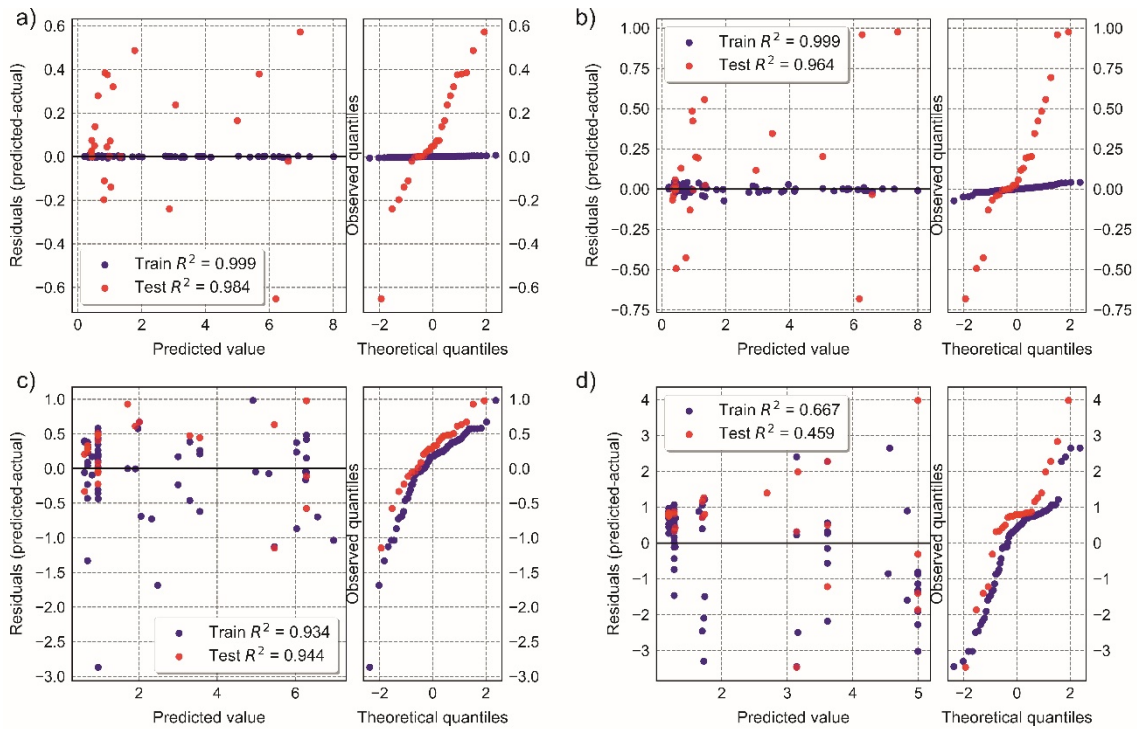 a)
0.6
0.4
0.2
0.0
−0.2
−0.4
−0.6
Residuals (predicted-actual)
Train R² = 0.999
Test R² = 0.984
0 2 4 6 8
Predicted value
Observed quantiles
0.6
0.4
0.2
0.0
−0.2
−0.4
−0.6
−2 0 2
Theoretical quantiles
b)
1.00
0.75
0.50
0.25
0.00
−0.25
−0.50
−0.75
Residuals (predicted-actual)
Train R² = 0.999
Test R² = 0.964
0 2 4 6 8
Predicted value
Observed quantiles
1.00
0.75
0.50
0.25
0.00
−0.25
−0.50
−0.75
−2 0 2
Theoretical quantiles
c)
1.0
0.5
0.0
−0.5
−1.0
−1.5
−2.0
−2.5
−3.0
Residuals (predicted-actual)
Train R² = 0.934
Test R² = 0.944
2 4 6
Predicted value
Observed quantiles
1.0
0.5
0.0
−0.5
−1.0
−1.5
−2.0
−2.5
−3.0
−2 0 2
Theoretical quantiles
d)
4
3
2
1
0
−1
−2
−3
Residuals (predicted-actual)
Train R² = 0.667
Test R² = 0.459
2 3 4 5
Predicted value
Observed quantiles
4
3
2
1
0
−1
−2
−3
−2 0 2
Theoretical quantiles